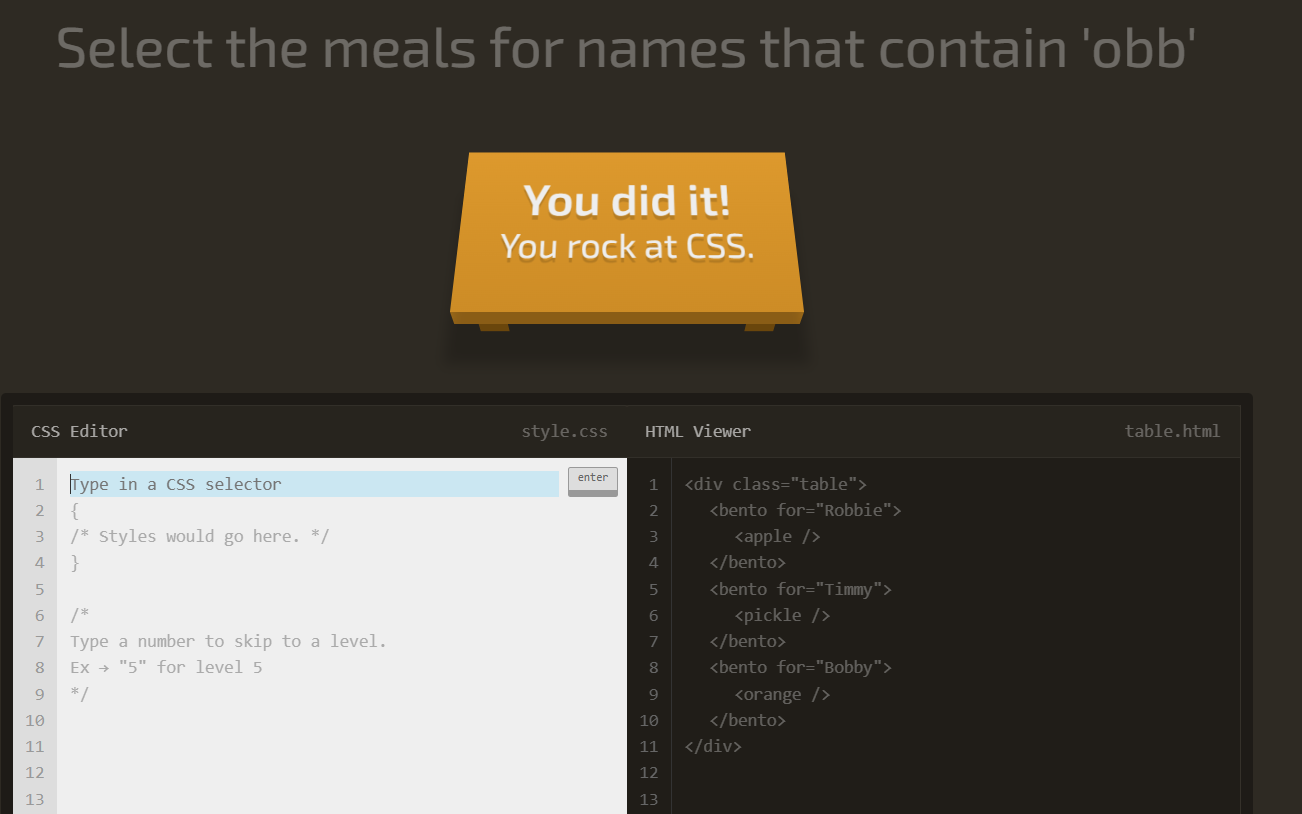 Select the meals for names that contain 'obb'
You did it!
You rock at CSS.
CSS Editor style.css
HTML Viewer table.html
1 Type in a CSS selector enter
2 {
3 /* Styles would go here. */
4 }
5
6 /*
7 Type a number to skip to a level.
8 Ex → "5" for level 5
9 */
10
11
12
13
1 <div class="table">
2 <bento for="Robbie">
3 <apple />
4 </bento>
5 <bento for="Timmy">
6 <pickle />
7 </bento>
8 <bento for="Bobby">
9 <orange />
10 </bento>
11 </div>
12
13